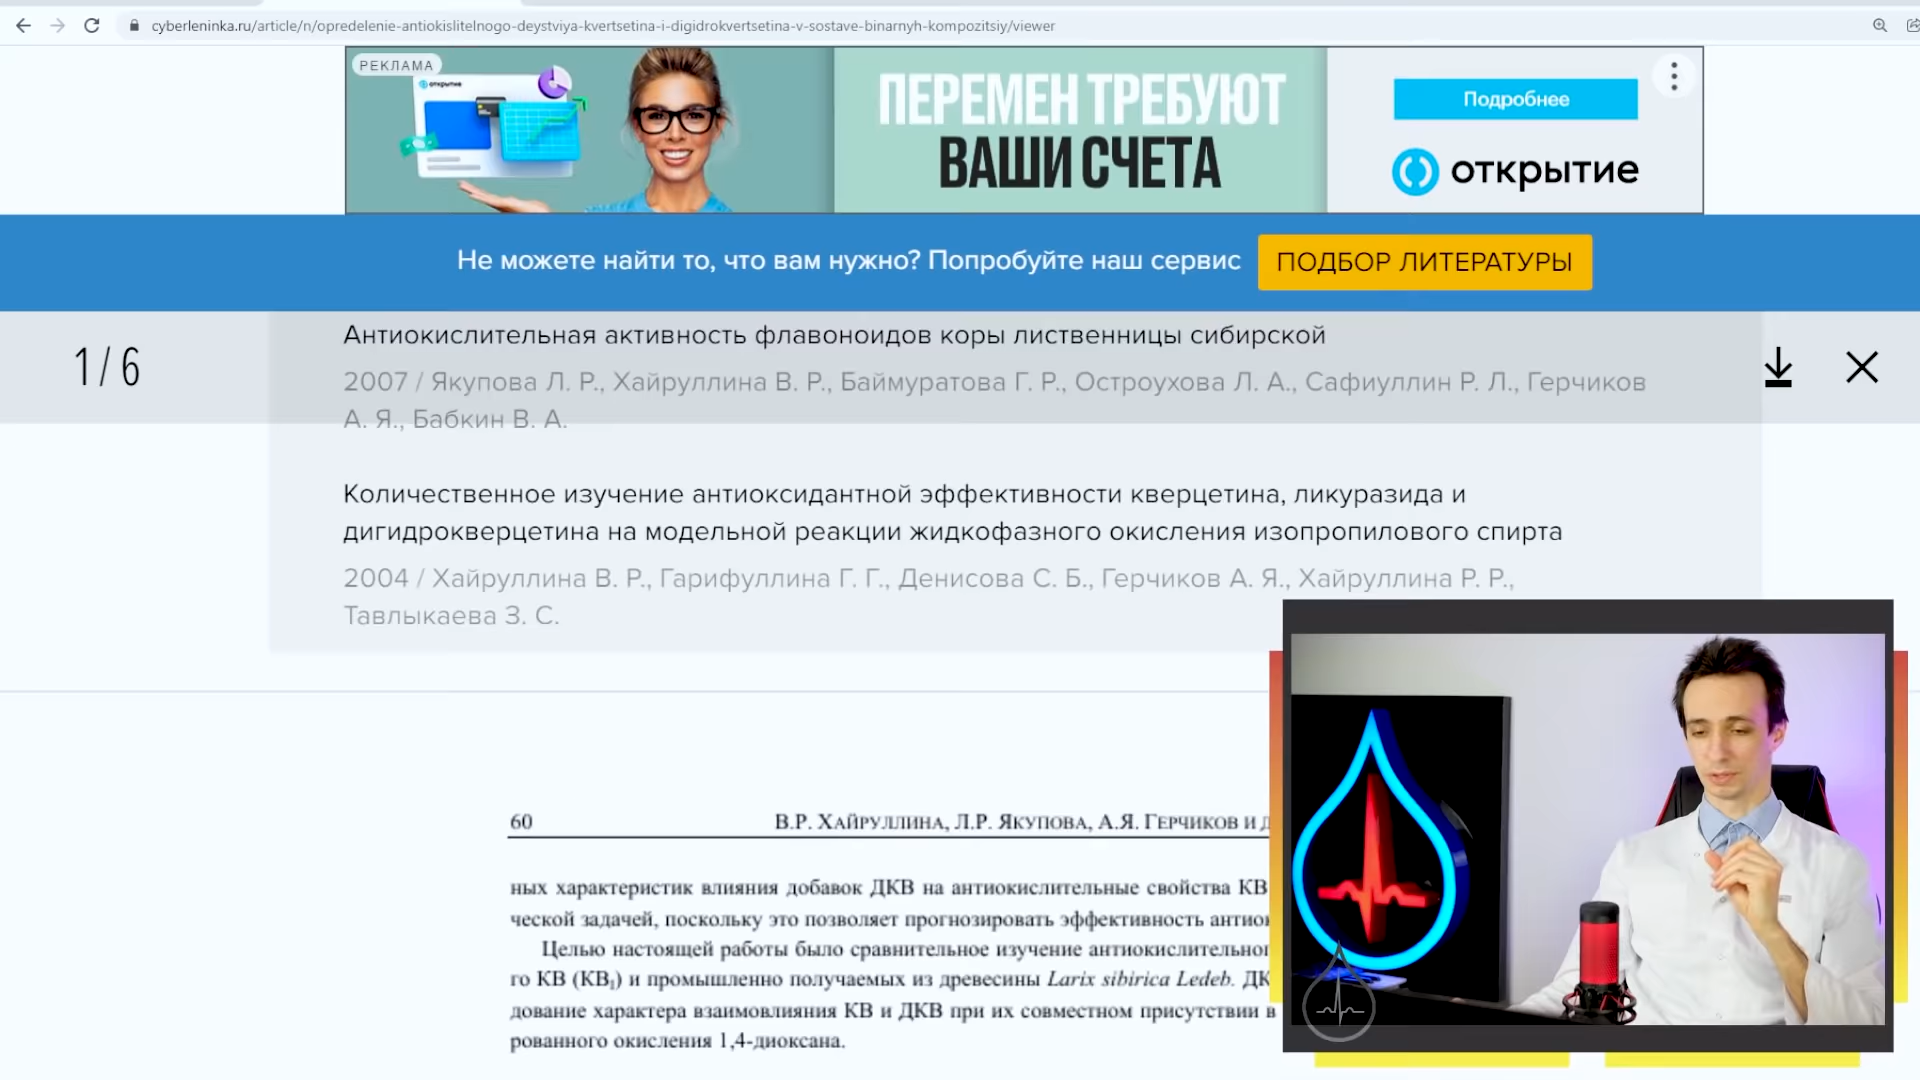 cyberleninka.ru/article/n/opredelenie-antiokislitelnogo-deystviya-kvertsetina-i-digidrokvertsetina-v-sostave-binarnyh-kompozitsiy/viewer
РЕКЛАМА
открытие
ПЕРЕМЕН ТРЕБУЮТ
ВАШИ СЧЕТА
Подробнее
открытие
Не можете найти то, что вам нужно? Попробуйте наш сервис
ПОДБОР ЛИТЕРАТУРЫ
1 / 6
Антиокислительная активность флавоноидов коры лиственницы сибирской
2007 / Якупова Л. Р., Хайруллина В. Р., Баймуратова Г. Р., Остроухова Л. А., Сафиуллин Р. Л., Герчиков
А. Я., Бабкин В. А.
Количественное изучение антиоксидантной эффективности кверцетина, ликуразида и
дигидрокверцетина на модельной реакции жидкофазного окисления изопропилового спирта
2004 / Хайруллина В. Р., Гарифуллина Г. Г., Денисова С. Б., Герчиков А. Я., Хайруллина Р. Р.,
Тавлыкаева З. С.
60
В.Р. ХАЙРУЛЛИНА, Л.Р. ЯКУПОВА, А.Я. ГЕРЧИКОВ И
ных характеристик влияния добавок ДКВ на антиокислительные свойства КВ
ческой задачей, поскольку это позволяет прогнозировать эффективность
Целью настоящей работы было сравнительное изучение
го КВ (КВ₁) и промышленно получаемых из древесины Larix sibirica Ledeb.
дование характера взаимовлияния КВ и ДКВ при их совместном присутствии в
рованного окисления 1,4-диоксана.